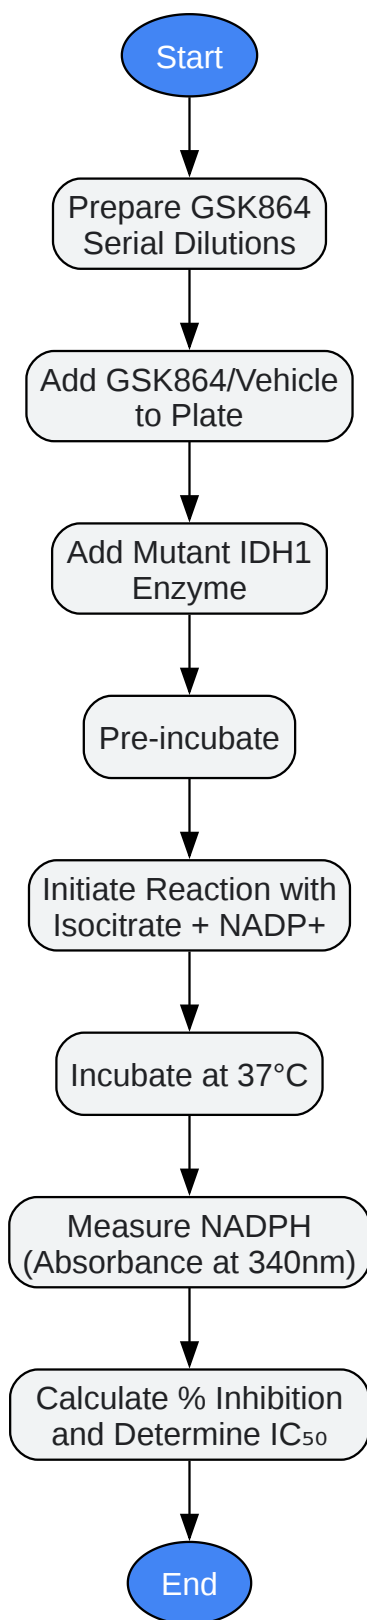 Start
Prepare GSK864
Serial Dilutions
Add GSK864/Vehicle
to Plate
Add Mutant IDH1
Enzyme
Pre-incubate
Initiate Reaction with
Isocitrate + NADP+
Incubate at 37°C
Measure NADPH
(Absorbance at 340nm)
Calculate % Inhibition
and Determine IC₅₀
End